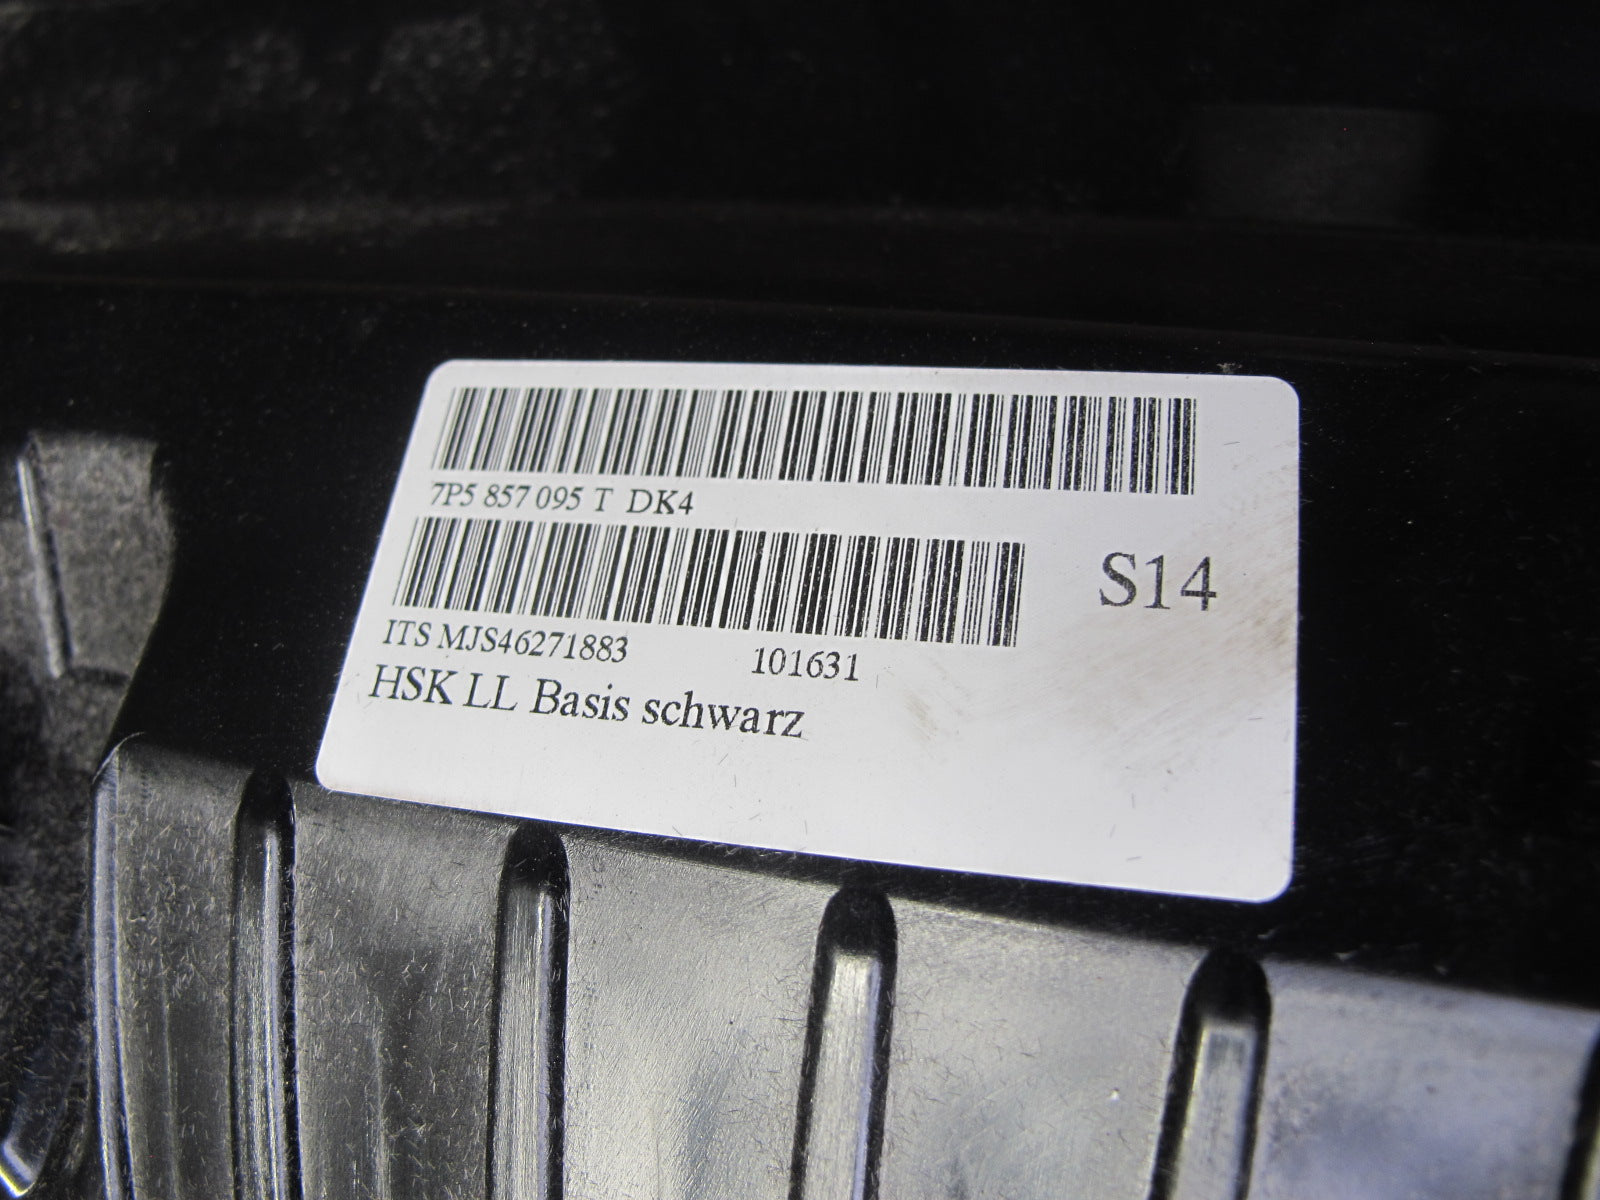 7P5 857 095 T DK4
S14
ITS MJS46271883 101631
HSK LL Basis schwarz